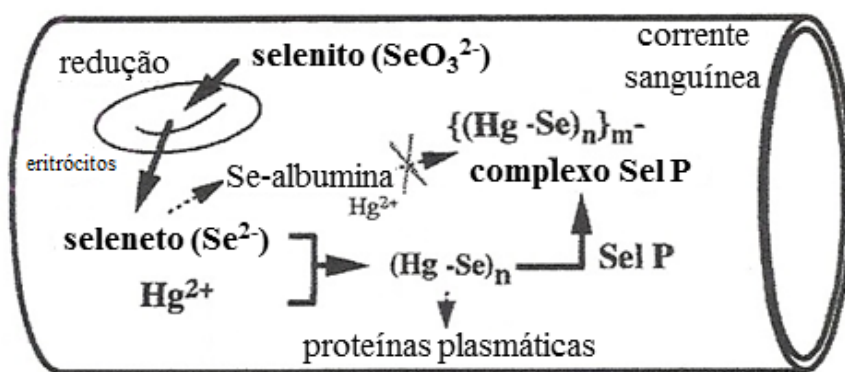 redução
selenito (SeO₃²⁻)
corrente
sanguínea
eritrócitos
Se-albumina
Hg²⁺
{(Hg -Se)ₙ}ₘ-
complexo Sel P
seleneto (Se²⁻)
Hg²⁺
(Hg -Se)ₙ
Sel P
proteínas plasmáticas